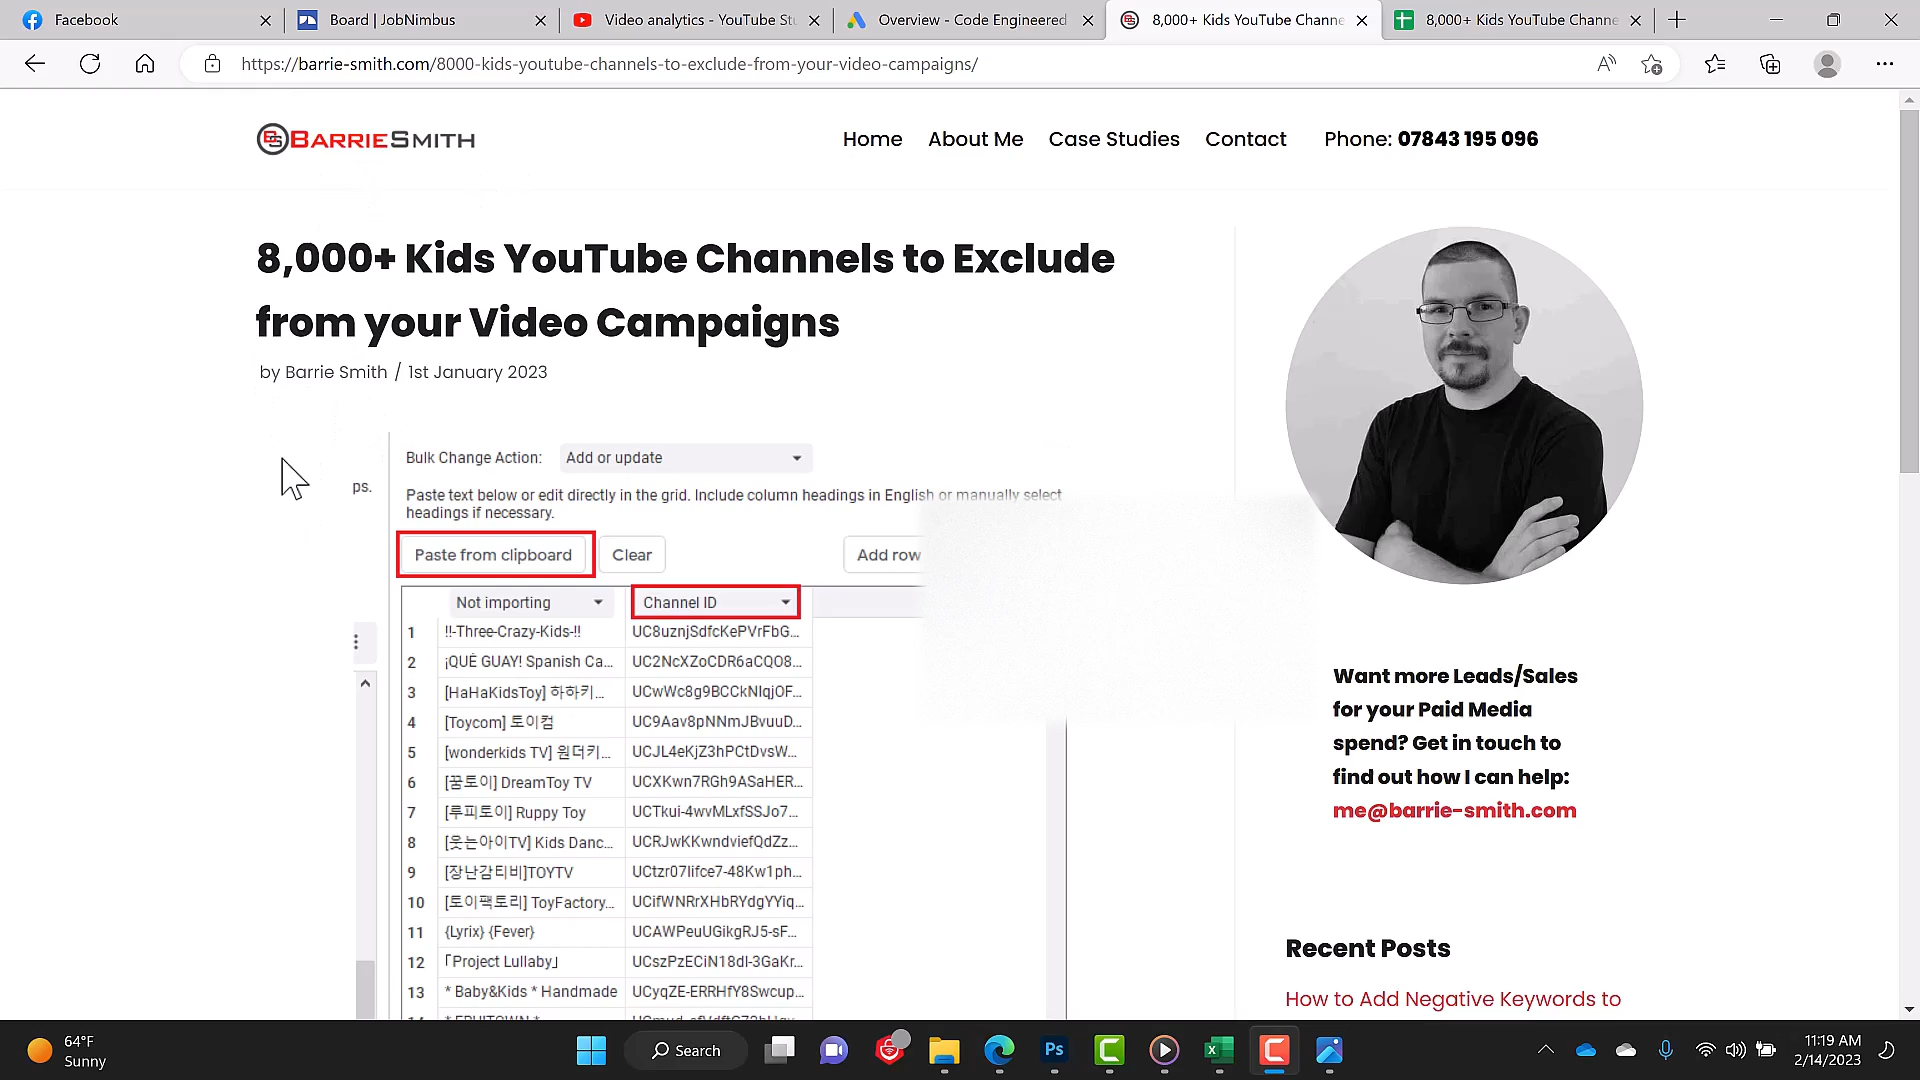 Facebook
Board | JobNimbus
Video analytics - YouTube St
Overview - Code Engineered
8,000+ Kids YouTube Channe
8,000+ Kids YouTube Channe
https://barrie-smith.com/8000-kids-youtube-channels-to-exclude-from-your-video-campaigns/
BARRIESMITH
Home
About Me
Case Studies
Contact
Phone: 07843 195 096
8,000+ Kids YouTube Channels to Exclude
from your Video Campaigns
by Barrie Smith / 1st January 2023
Bulk Change Action:
Add or update
ps.
Paste text below or edit directly in the grid. Include column headings in English or manually select
headings if necessary.
Paste from clipboard
Clear
Add row
Not importing
Channel ID
1 !!-Three-Crazy-Kids-!! UC8uznjSdfcKePVrFbG...
2 ¡QUÉ GUAY! Spanish Ca... UC2NcXZoCDR6aCQO8...
3 [HaHaKidsToy] 하하키... UCwWc8g9BCCkNIqjOF...
4 [Toycom] 토이컴 UC9Aav8pNNmJBvuuD...
5 [wonderkids TV] 원더키... UCJL4eKjZ3hPCtDvsW...
6 [꿈토이] DreamToy TV UCXKwn7RGh9ASaHER...
7 [루피토이] Ruppy Toy UCTkui-4wvMLxfSSJo7...
8 [웃는아이TV] Kids Danc... UCRJwKKwndviefQdZz...
9 [장난감티비]TOYTV UCtzr07Iifce7-48Kw1ph...
10 [토이팩토리] ToyFactory... UCifWNRrXHbRYdgYYiq...
11 {Lyrix} {Fever} UCAWPeuUGikgRJ5-sF...
12 「Project Lullaby」 UCszPzECiN18dI-3GaKr...
13 * Baby&Kids * Handmade UCyqZE-ERRHfY8Swcup...
Want more Leads/Sales
for your Paid Media
spend? Get in touch to
find out how I can help:
me@barrie-smith.com
Recent Posts
How to Add Negative Keywords to
64°F
Sunny
Search
Ps
11:19 AM
2/14/2023